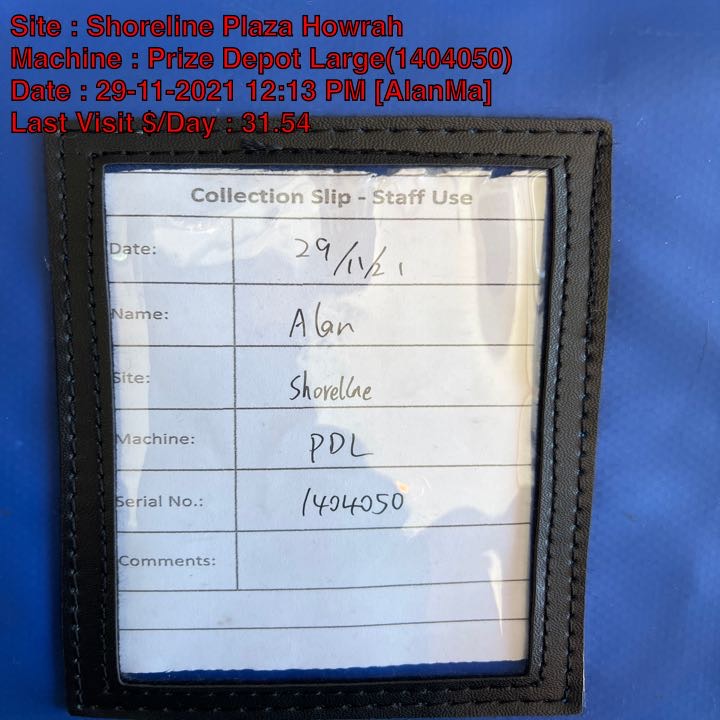 Site : Shoreline Plaza Howrah
Machine : Prize Depot Large(1404050)
Date : 29-11-2021 12:13 PM [AlanMa]
Last Visit $/Day : 31.54
Collection Slip - Staff Use
Date: 29/11/21
Name: Alan
Site: Shoreline
Machine: PDL
Serial No.: 1404050
Comments: